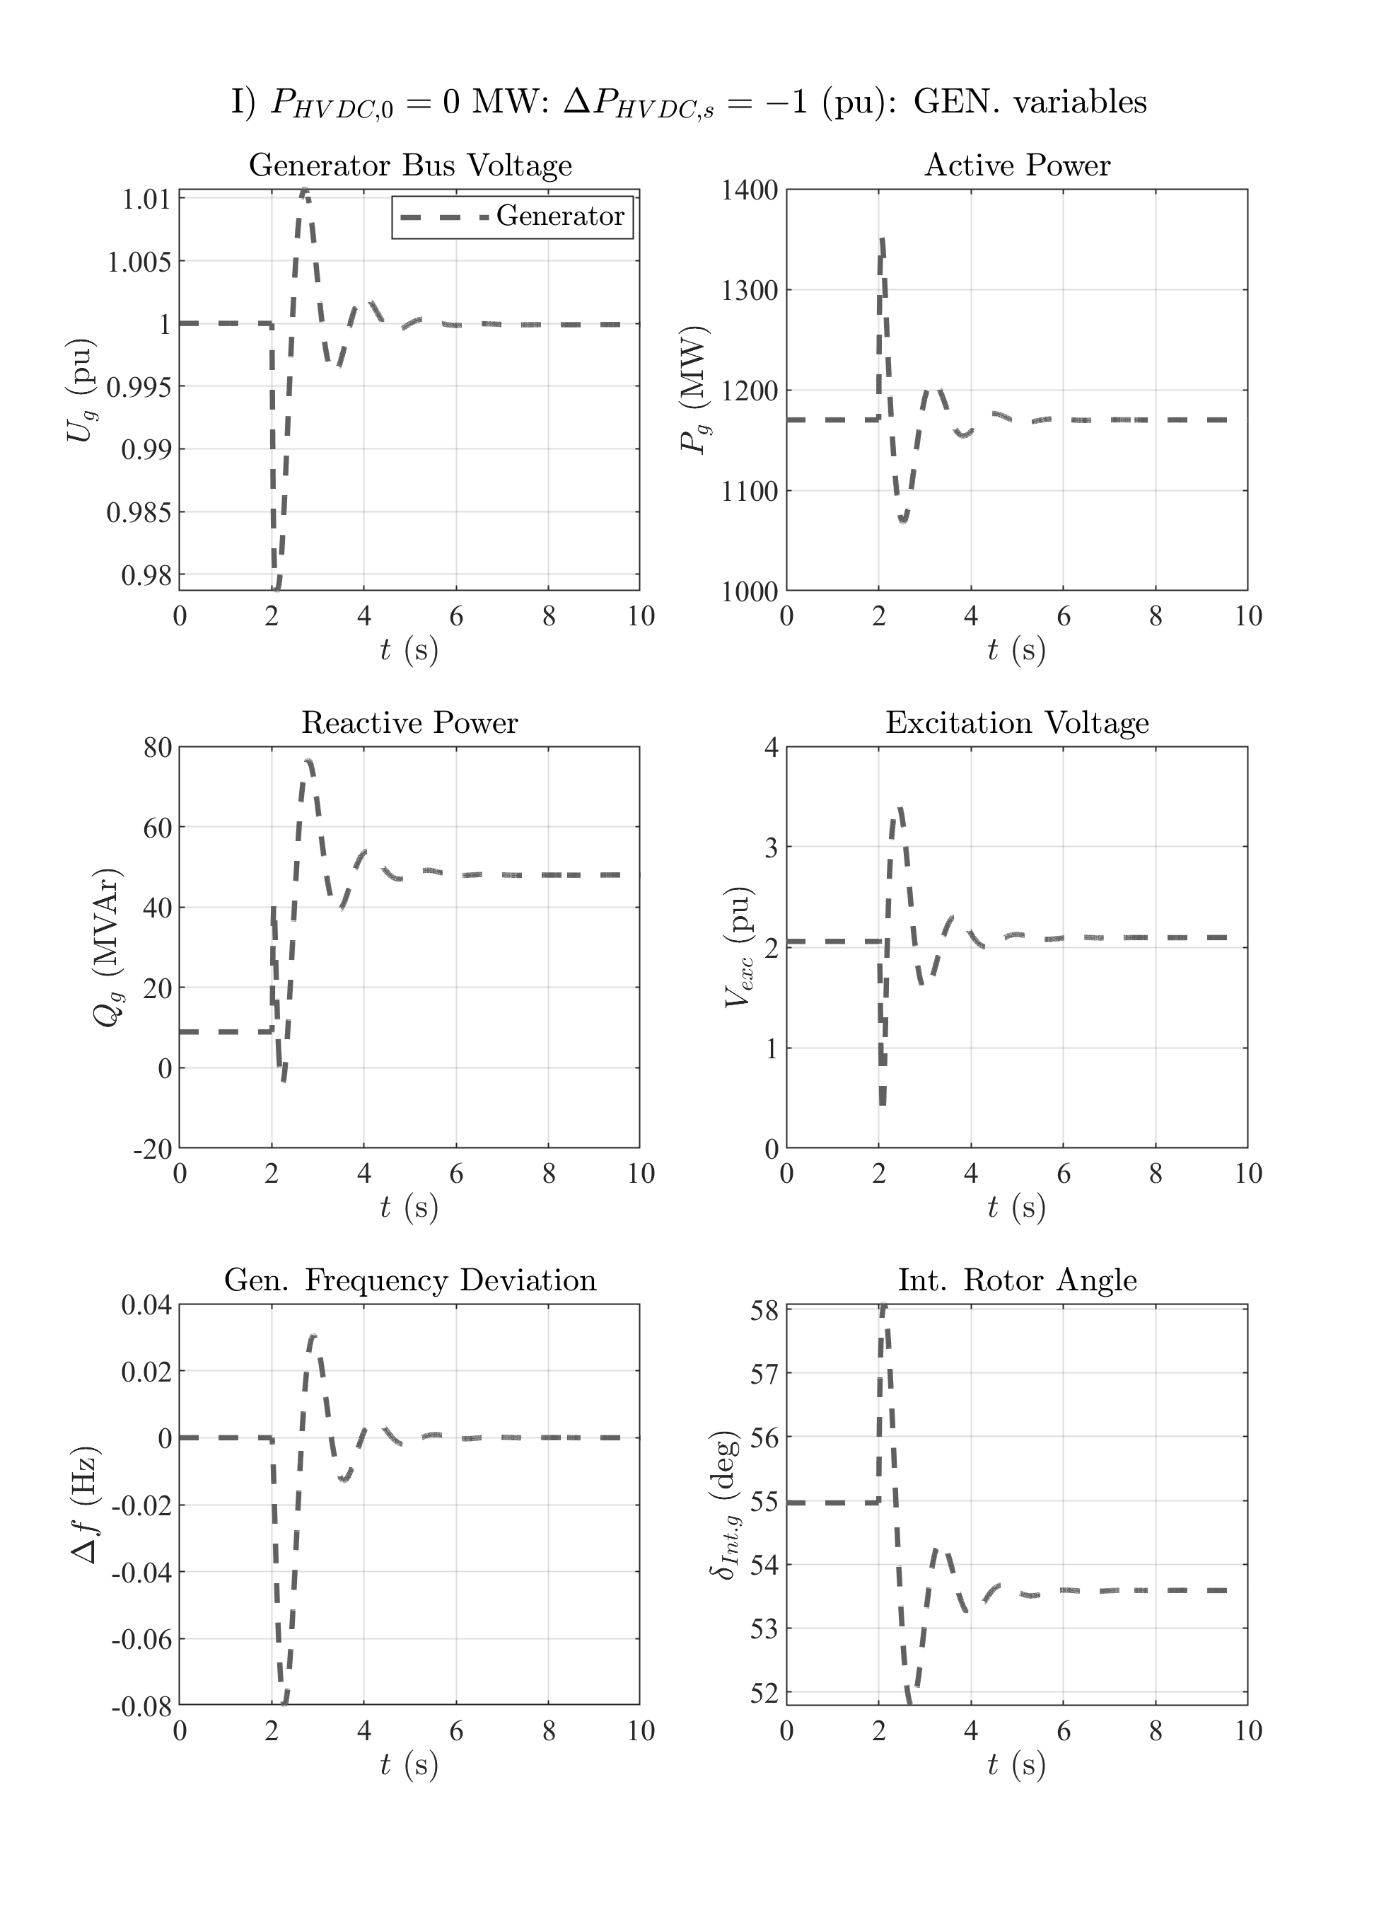 I) P_{HVDC,0} = 0 MW: ΔP_{HVDC,s} = −1 (pu): GEN. variables
Generator Bus Voltage
Generator
1.01
1.005
1
0.995
0.99
0.985
0.98
U_g (pu)
0 2 4 6 8 10
t (s)
Active Power
1400
1300
1200
1100
1000
P_g (MW)
0 2 4 6 8 10
t (s)
Reactive Power
80
60
40
20
0
-20
Q_g (MVAr)
0 2 4 6 8 10
t (s)
Excitation Voltage
4
3
2
1
0
V_{exc} (pu)
0 2 4 6 8 10
t (s)
Gen. Frequency Deviation
0.04
0.02
0
-0.02
-0.04
-0.06
-0.08
Δf (Hz)
0 2 4 6 8 10
t (s)
Int. Rotor Angle
58
57
56
55
54
53
52
δ_{Int.g} (deg)
0 2 4 6 8 10
t (s)